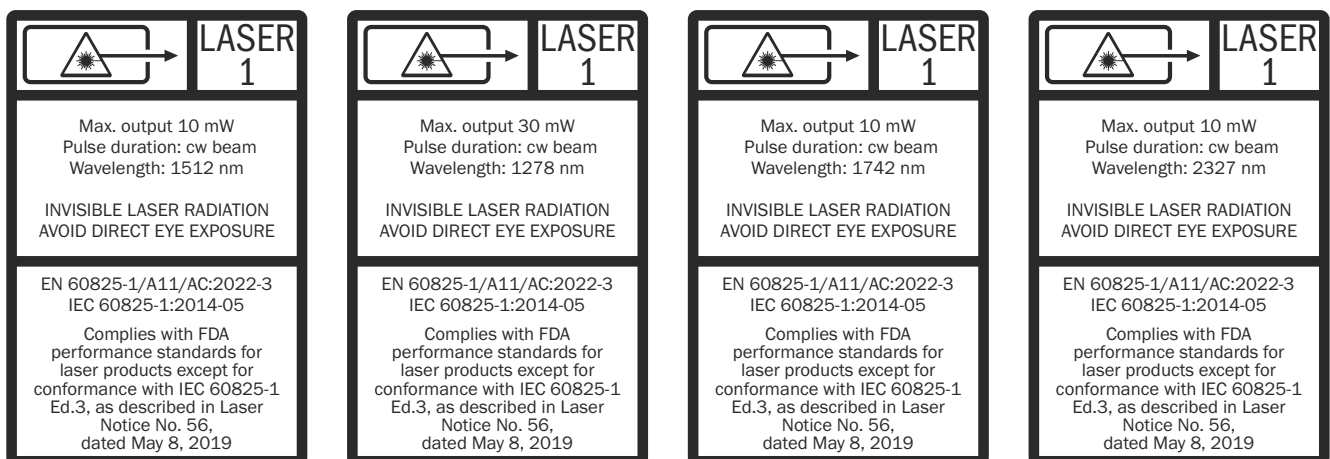 LASER
1
Max. output 10 mW
Pulse duration: cw beam
Wavelength: 1512 nm
INVISIBLE LASER RADIATION
AVOID DIRECT EYE EXPOSURE
EN 60825-1/A11/AC:2022-3
IEC 60825-1:2014-05
Complies with FDA
performance standards for
laser products except for
conformance with IEC 60825-1
Ed.3, as described in Laser
Notice No. 56,
dated May 8, 2019
LASER
1
Max. output 30 mW
Pulse duration: cw beam
Wavelength: 1278 nm
INVISIBLE LASER RADIATION
AVOID DIRECT EYE EXPOSURE
EN 60825-1/A11/AC:2022-3
IEC 60825-1:2014-05
Complies with FDA
performance standards for
laser products except for
conformance with IEC 60825-1
Ed.3, as described in Laser
Notice No. 56,
dated May 8, 2019
LASER
1
Max. output 10 mW
Pulse duration: cw beam
Wavelength: 1742 nm
INVISIBLE LASER RADIATION
AVOID DIRECT EYE EXPOSURE
EN 60825-1/A11/AC:2022-3
IEC 60825-1:2014-05
Complies with FDA
performance standards for
laser products except for
conformance with IEC 60825-1
Ed.3, as described in Laser
Notice No. 56,
dated May 8, 2019
LASER
1
Max. output 10 mW
Pulse duration: cw beam
Wavelength: 2327 nm
INVISIBLE LASER RADIATION
AVOID DIRECT EYE EXPOSURE
EN 60825-1/A11/AC:2022-3
IEC 60825-1:2014-05
Complies with FDA
performance standards for
laser products except for
conformance with IEC 60825-1
Ed.3, as described in Laser
Notice No. 56,
dated May 8, 2019